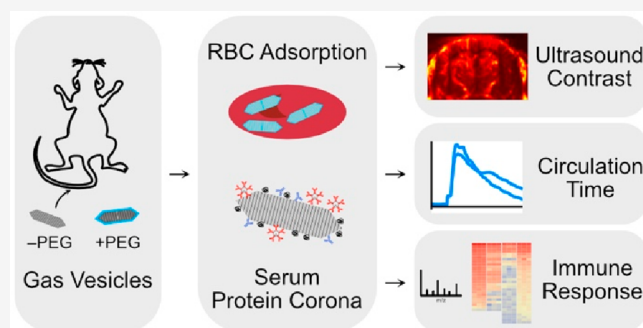 –PEG
+PEG
Gas Vesicles
RBC Adsorption
Serum
Protein Corona
Ultrasound
Contrast
Circulation
Time
Immune
Response